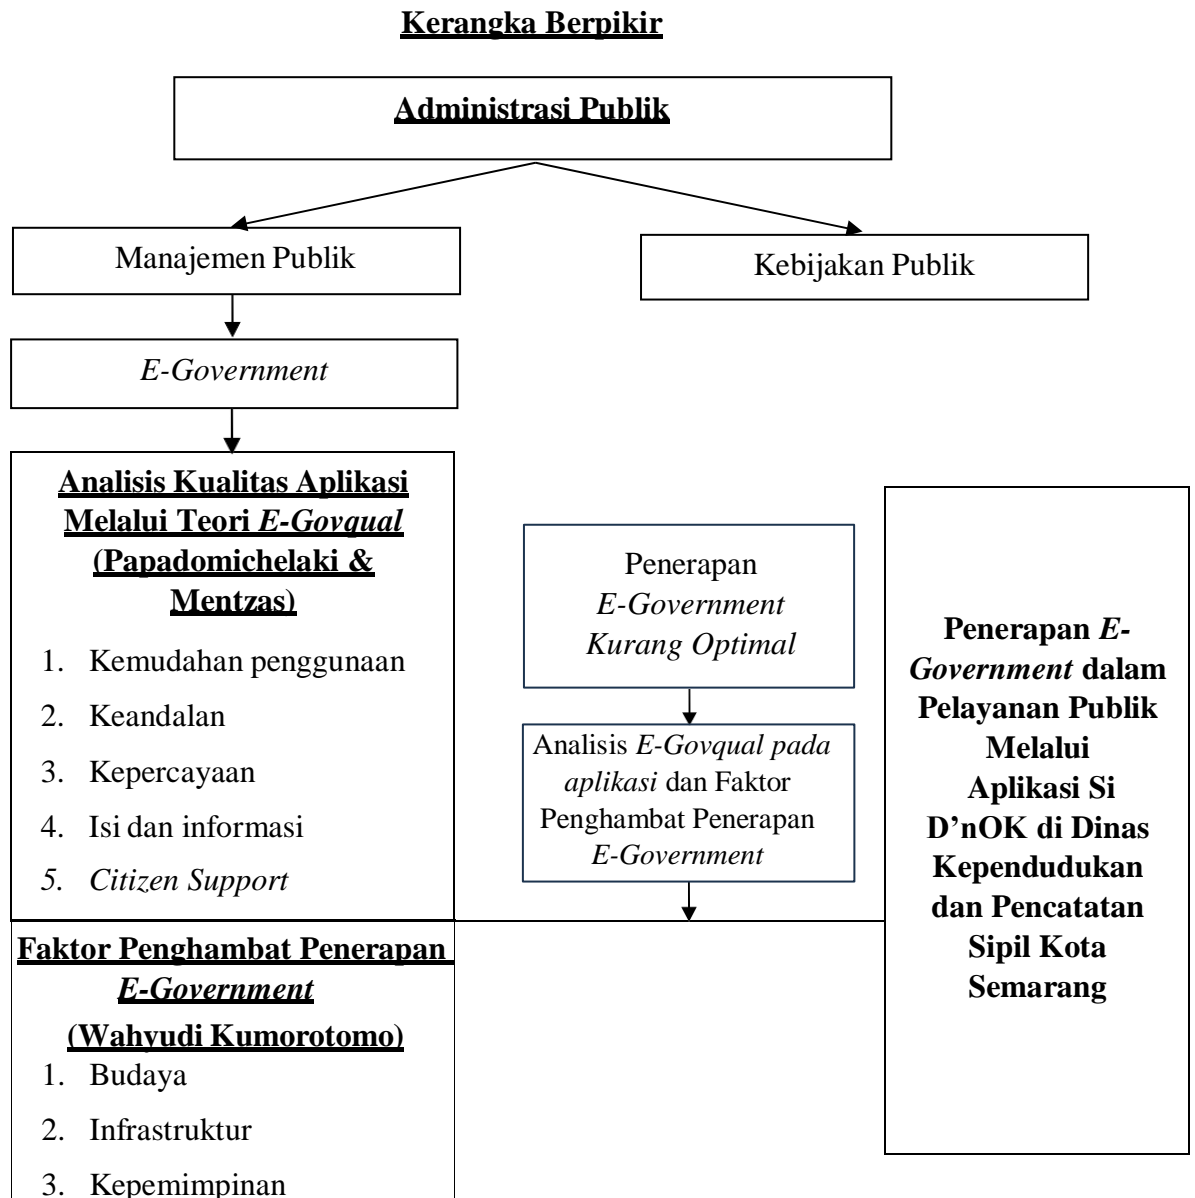 Kerangka Berpikir
Administrasi Publik
Manajemen Publik
Kebijakan Publik
E-Government
Analisis Kualitas Aplikasi
Melalui Teori E-Govqual
(Papadomichelaki &
Mentzas)
1. Kemudahan penggunaan
2. Keandalan
3. Kepercayaan
4. Isi dan informasi
5. Citizen Support
Faktor Penghambat Penerapan
E-Government
(Wahyudi Kumorotomo)
1. Budaya
2. Infrastruktur
3. Kepemimpinan
Penerapan
E-Government
Kurang Optimal
Analisis E-Govqual pada
aplikasi dan Faktor
Penghambat Penerapan
E-Government
Penerapan E-
Government dalam
Pelayanan Publik
Melalui
Aplikasi Si
D’nOK di Dinas
Kependudukan
dan Pencatatan
Sipil Kota
Semarang